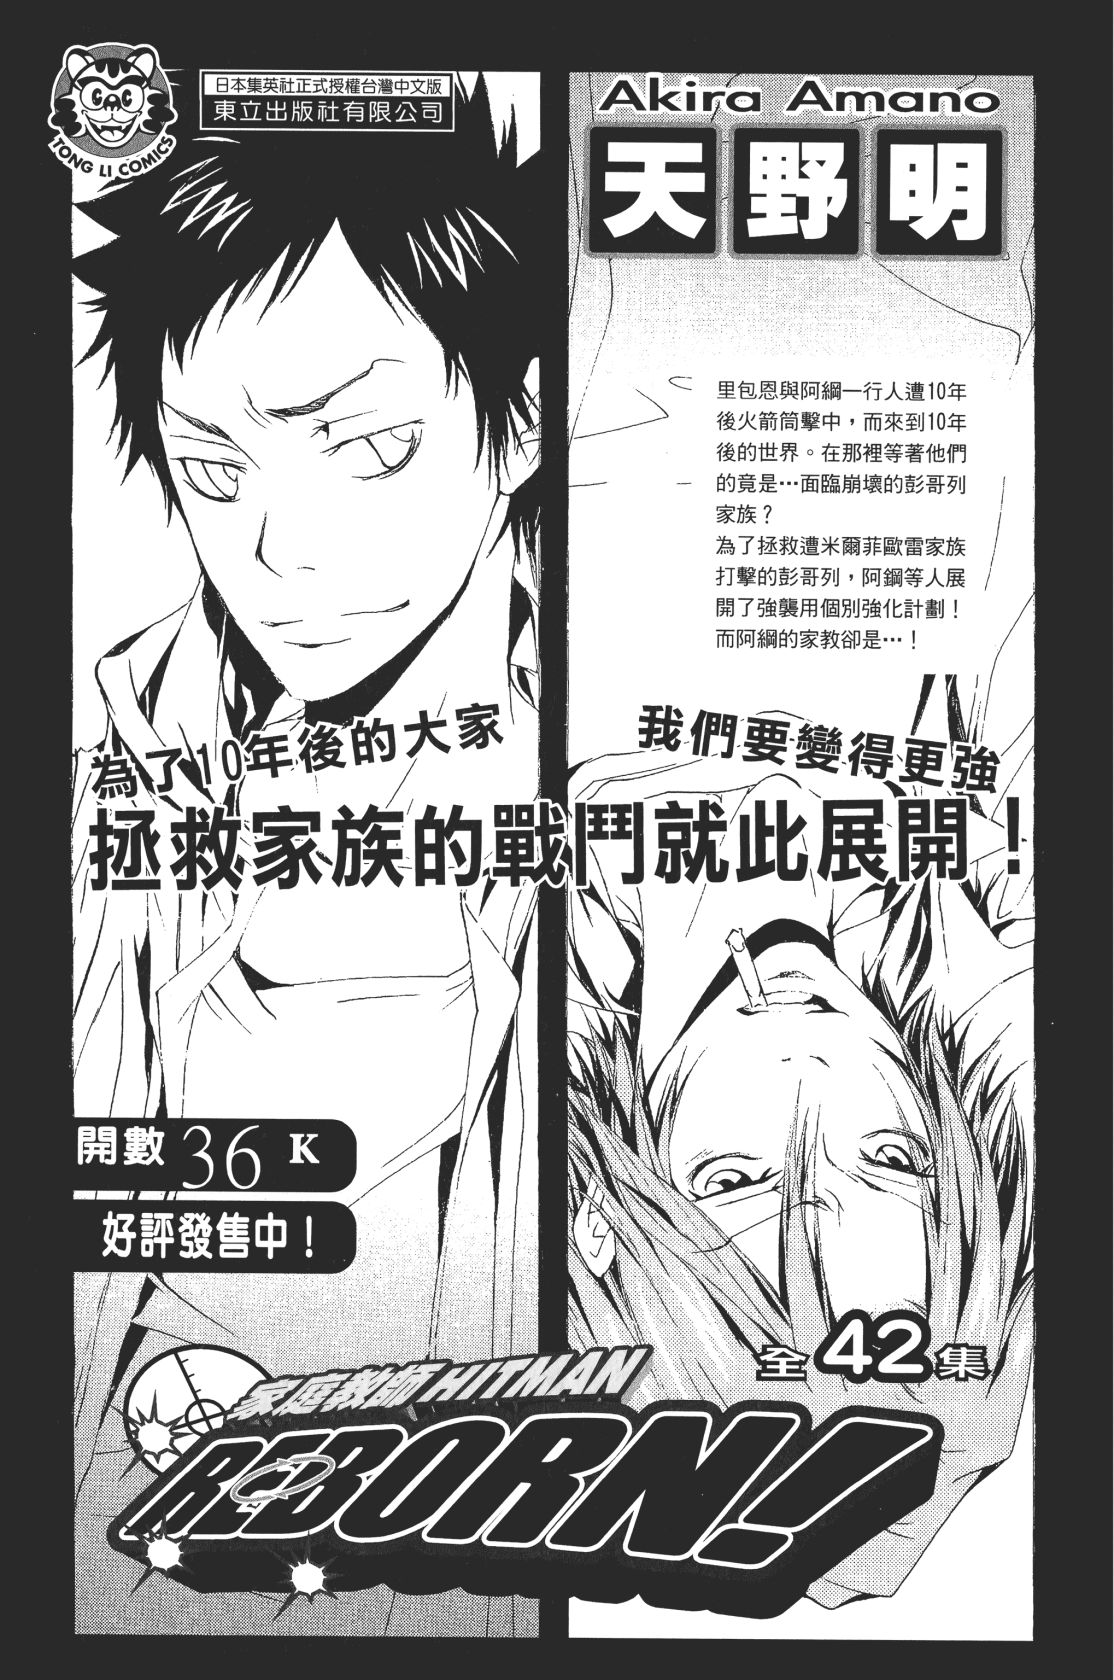 TONG LI COMICS
日本集英社正式授權台灣中文版
東立出版社有限公司
Akira Amano
天野明
里包恩與阿綱一行人遭10年
後火箭筒擊中，而來到10年
後的世界。在那裡等著他們
的竟是…面臨崩壞的彭哥列
家族？
為了拯救遭米爾菲歐雷家族
打擊的彭哥列，阿鋼等人展
開了強襲用個別強化計劃！
而阿綱的家教卻是…！
為了10年後的大家
我們要變得更強
拯救家族的戰鬥就此展開！
開數36 K
好評發售中！
全42集
家庭教師HITMAN
REBORN!